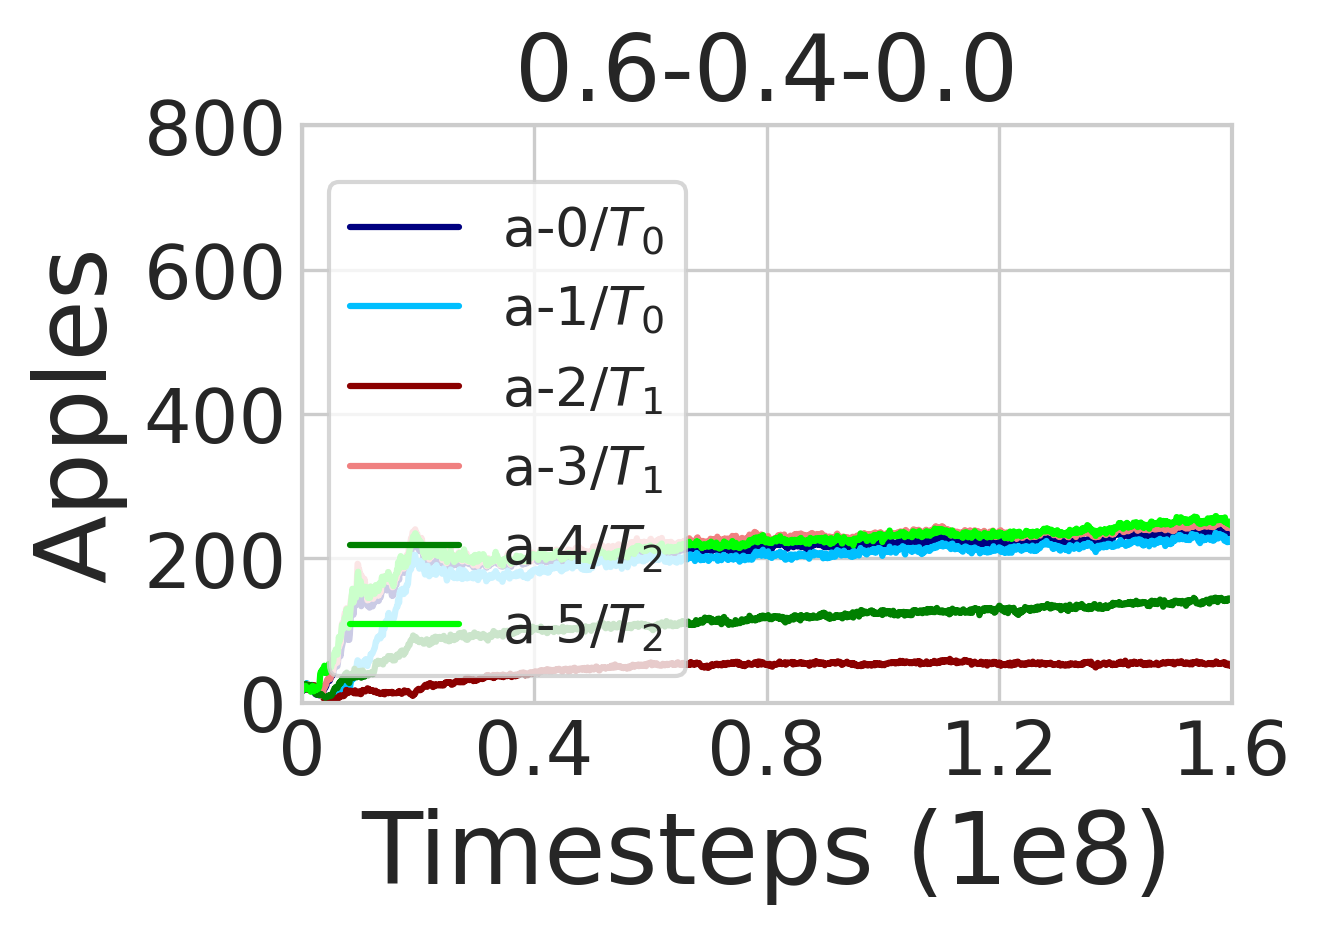 0.6-0.4-0.0
800
600
400
200
0
Apples
a-0/T₀
a-1/T₀
a-2/T₁
a-3/T₁
a-4/T₂
a-5/T₂
0 0.4 0.8 1.2 1.6
Timesteps (1e8)